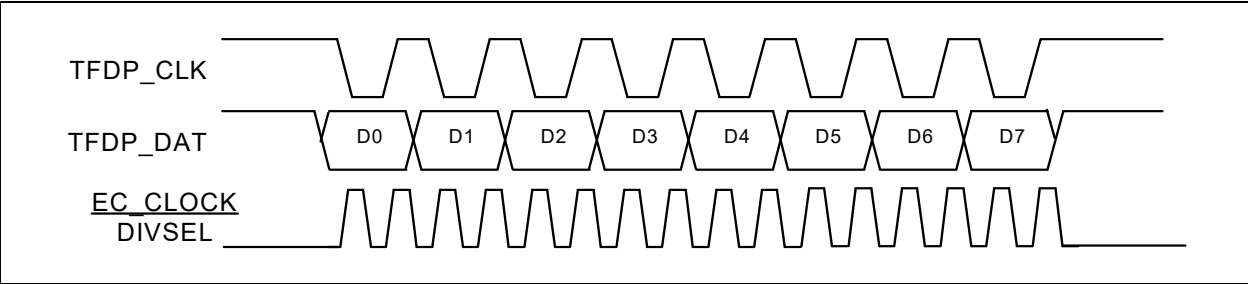 TFDP_CLK
TFDP_DAT D0 D1 D2 D3 D4 D5 D6 D7
EC_CLOCK
DIVSEL